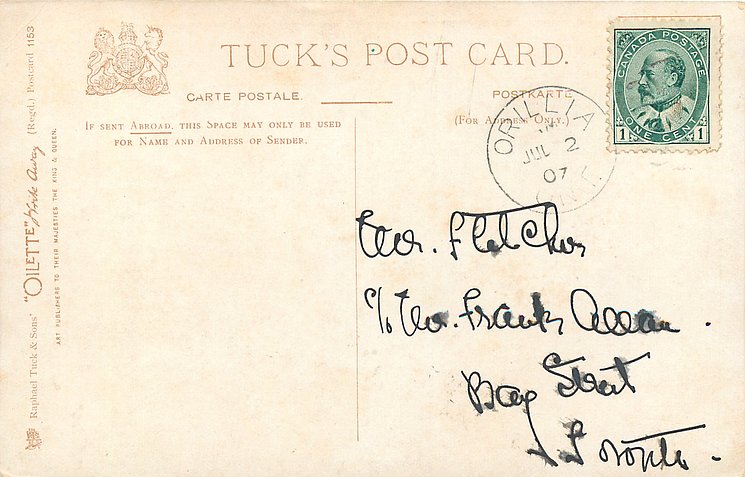 TUCK'S POST CARD.
CARTE POSTALE.
POSTKARTE
IF SENT ABROAD, THIS SPACE MAY ONLY BE USED
FOR NAME AND ADDRESS OF SENDER.
(FOR ADDRESS ONLY.)
CANADA POSTAGE
1 ONE CENT 1
ORILLIA
JUL 2
07
ONT.
Mr. Fletcher
c/o Mr. Frank Allan.
Bay Street
Toronto.
Raphael Tuck & Sons' "OILETTE" Wide Away (Regd.) Postcard 1153
ART PUBLISHERS TO THEIR MAJESTIES THE KING & QUEEN.